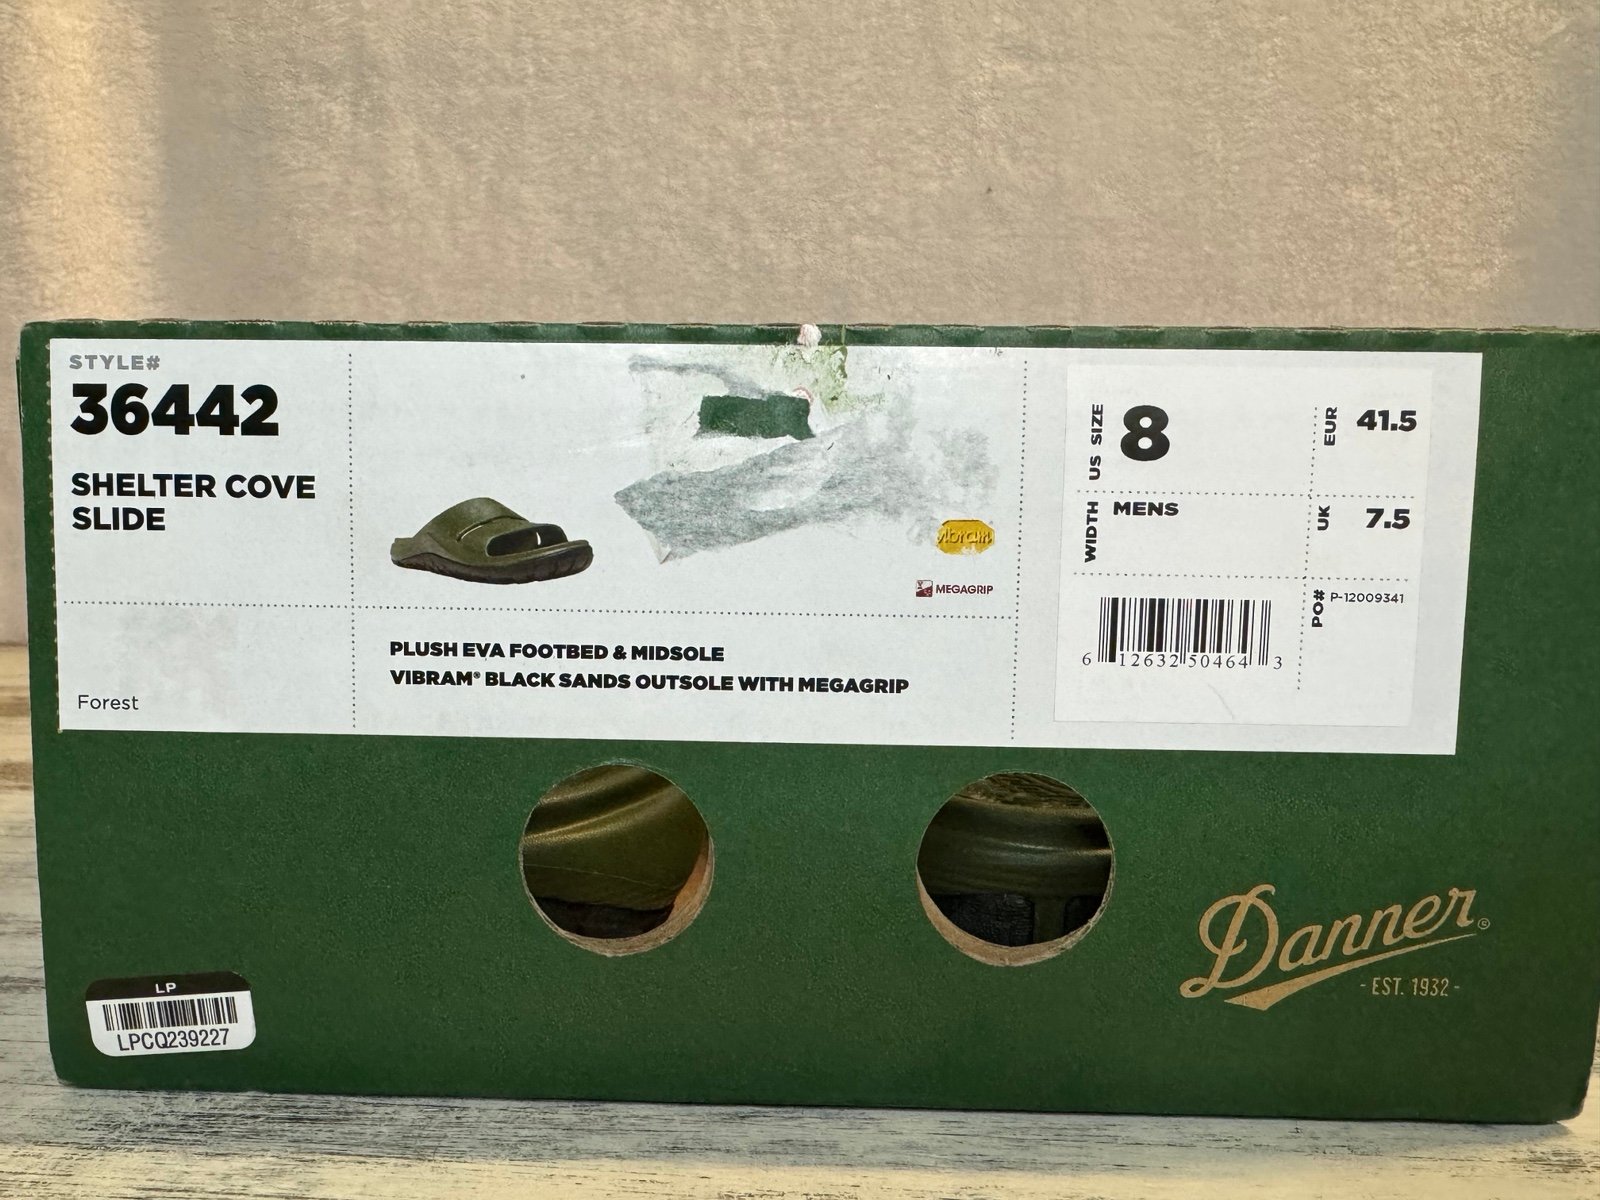 STYLE#
36442
SHELTER COVE
SLIDE
Forest
vibram
MEGAGRIP
PLUSH EVA FOOTBED & MIDSOLE
VIBRAM® BLACK SANDS OUTSOLE WITH MEGAGRIP
US SIZE 8
EUR 41.5
WIDTH MENS
UK 7.5
PO# P-12009341
6 12632 50464 3
Danner®
- EST. 1932 -
LP
LPCQ239227